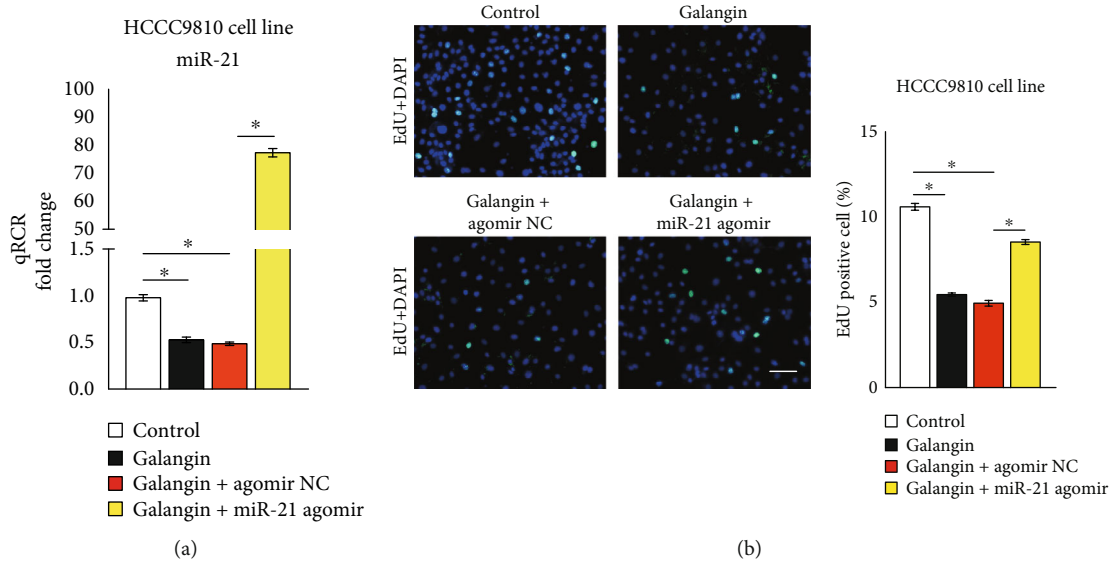 (a)
HCCC9810 cell line
miR-21
qRCR
fold change
100
90
80
70
60
50
1.5
1.0
0.5
0.0
*
*
*
Control
Galangin
Galangin + agomir NC
Galangin + miR-21 agomir
(a)
(b)
Control
Galangin
EdU+DAPI
Galangin +
agomir NC
Galangin +
miR-21 agomir
EdU+DAPI
HCCC9810 cell line
EdU positive cell (%)
15
10
5
0
*
*
*
Control
Galangin
Galangin + agomir NC
Galangin + miR-21 agomir
(b)